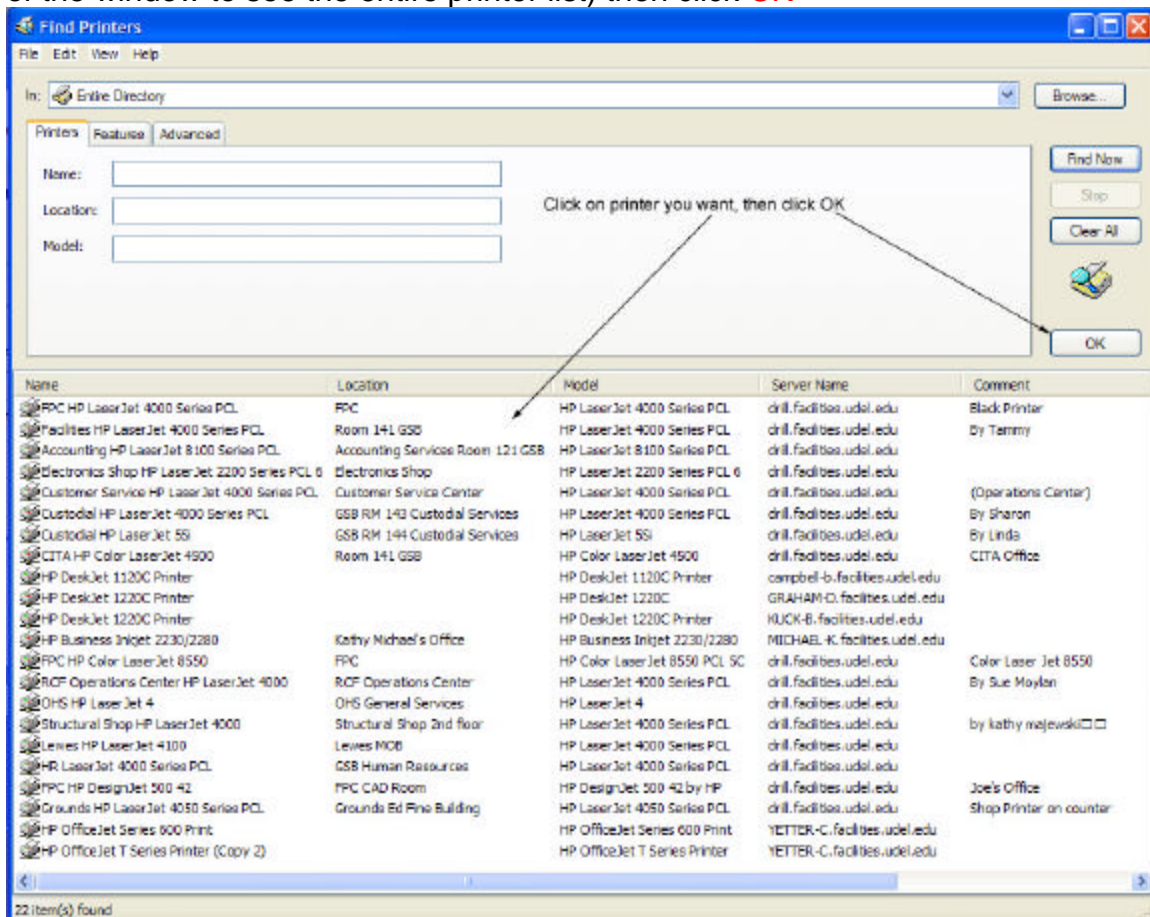 of the window to see the entire printer list) then click OK
Find Printers
File Edit View Help
In: Entire Directory Browse...
Printers Features Advanced
Name: Find Now
Location: Click on printer you want, then click OK Stop
Model: Clear All
OK
Name Location Model Server Name Comment
FPC HP LaserJet 4000 Series PCL FPC HP LaserJet 4000 Series PCL drill.facilities.udel.edu Black Printer
Facilities HP LaserJet 4000 Series PCL Room 141 GSB HP LaserJet 4000 Series PCL drill.facilities.udel.edu By Tammy
Accounting HP LaserJet 8100 Series PCL Accounting Services Room 121 GSB HP LaserJet 8100 Series PCL drill.facilities.udel.edu
Electronics Shop HP LaserJet 2200 Series PCL 6 Electronics Shop HP LaserJet 2200 Series PCL 6 drill.facilities.udel.edu
Customer Service HP LaserJet 4000 Series PCL Customer Service Center HP LaserJet 4000 Series PCL drill.facilities.udel.edu (Operations Center)
Custodial HP LaserJet 4000 Series PCL GSB RM 143 Custodial Services HP LaserJet 4000 Series PCL drill.facilities.udel.edu By Sharon
Custodial HP LaserJet 5Si GSB RM 144 Custodial Services HP LaserJet 5Si drill.facilities.udel.edu By Linda
CITA HP Color LaserJet 4500 Room 141 GSB HP Color LaserJet 4500 drill.facilities.udel.edu CITA Office
HP DeskJet 1120C Printer HP DeskJet 1120C Printer campbel-b.facilities.udel.edu
HP DeskJet 1220C Printer HP DeskJet 1220C GRAHAM-D.facilities.udel.edu
HP DeskJet 1220C Printer HP DeskJet 1220C Printer KUCK-B.facilities.udel.edu
HP Business Inkjet 2230/2280 Kathy Michael's Office HP Business Inkjet 2230/2280 MICHAEL-K.facilities.udel.edu
FPC HP Color LaserJet 8550 FPC HP Color LaserJet 8550 PCL 5C drill.facilities.udel.edu Color Laser Jet 8550
RCF Operations Center HP LaserJet 4000 RCF Operations Center HP LaserJet 4000 Series PCL drill.facilities.udel.edu By Sue Moylan
OHS HP LaserJet 4 OHS General Services HP LaserJet 4 drill.facilities.udel.edu
Structural Shop HP LaserJet 4000 Structural Shop 2nd floor HP LaserJet 4000 Series PCL drill.facilities.udel.edu by kathy majewski□□
Lewes HP LaserJet 4100 Lewes MOB HP LaserJet 4000 Series PCL drill.facilities.udel.edu
HR LaserJet 4000 Series PCL GSB Human Resources HP LaserJet 4000 Series PCL drill.facilities.udel.edu
FPC HP DesignJet 500 42 FPC CAD Room HP DesignJet 500 42 by HP drill.facilities.udel.edu Joe's Office
Grounds HP LaserJet 4050 Series PCL Grounds Ed Fine Building HP LaserJet 4050 Series PCL drill.facilities.udel.edu Shop Printer on counter
HP OfficeJet Series 600 Print HP OfficeJet Series 600 Print YETTER-C.facilities.udel.edu
HP OfficeJet T Series Printer (Copy 2) HP OfficeJet T Series Printer YETTER-C.facilities.udel.edu
22 item(s) found